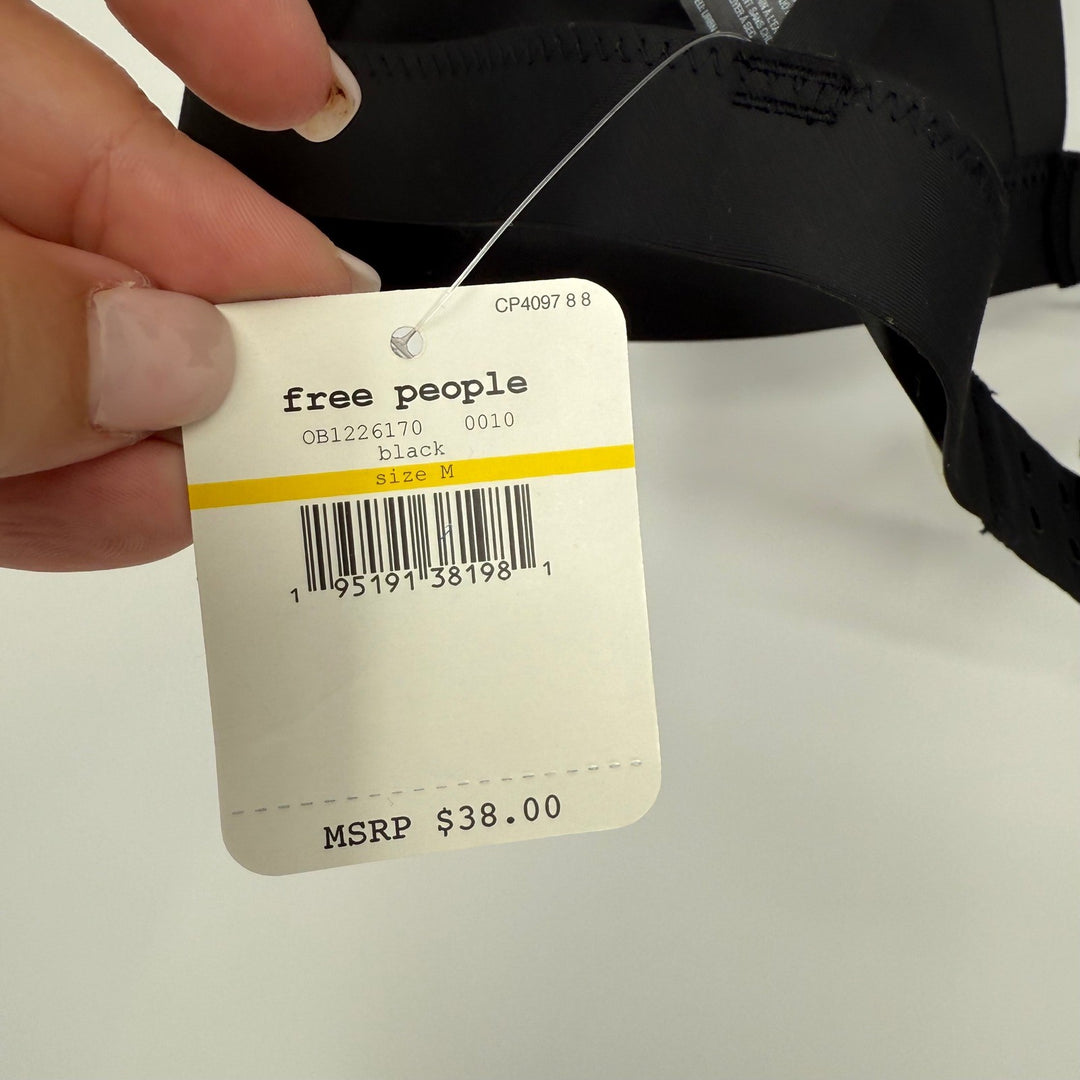 CP4097 8 8
free people
OB1226170 0010
black
size M
1 95191 38198 1
MSRP $38.00